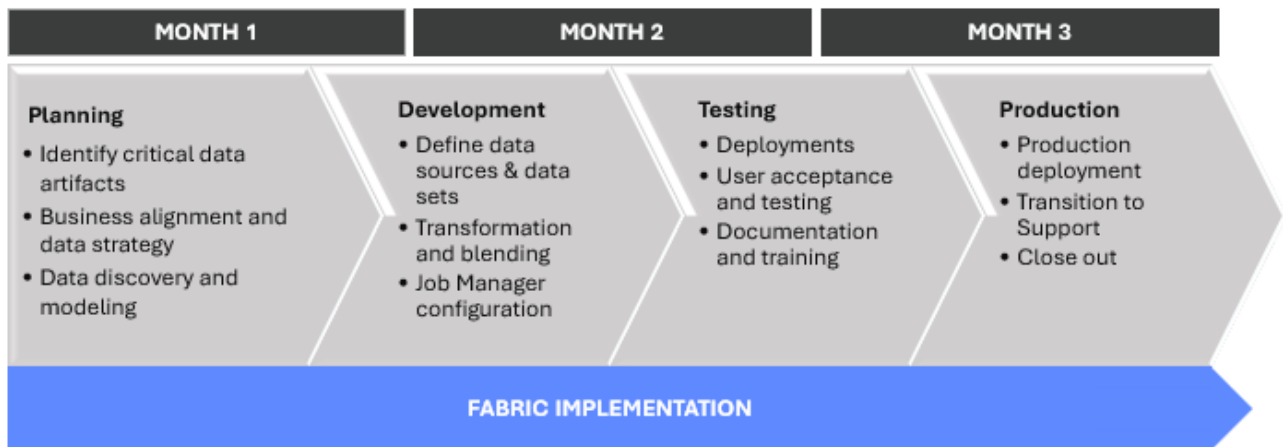 MONTH 1
MONTH 2
MONTH 3
Planning
• Identify critical data
artifacts
• Business alignment and
data strategy
• Data discovery and
modeling
Development
• Define data
sources & data
sets
• Transformation
and blending
• Job Manager
configuration
Testing
• Deployments
• User acceptance
and testing
• Documentation
and training
Production
• Production
deployment
• Transition to
Support
• Close out
FABRIC IMPLEMENTATION